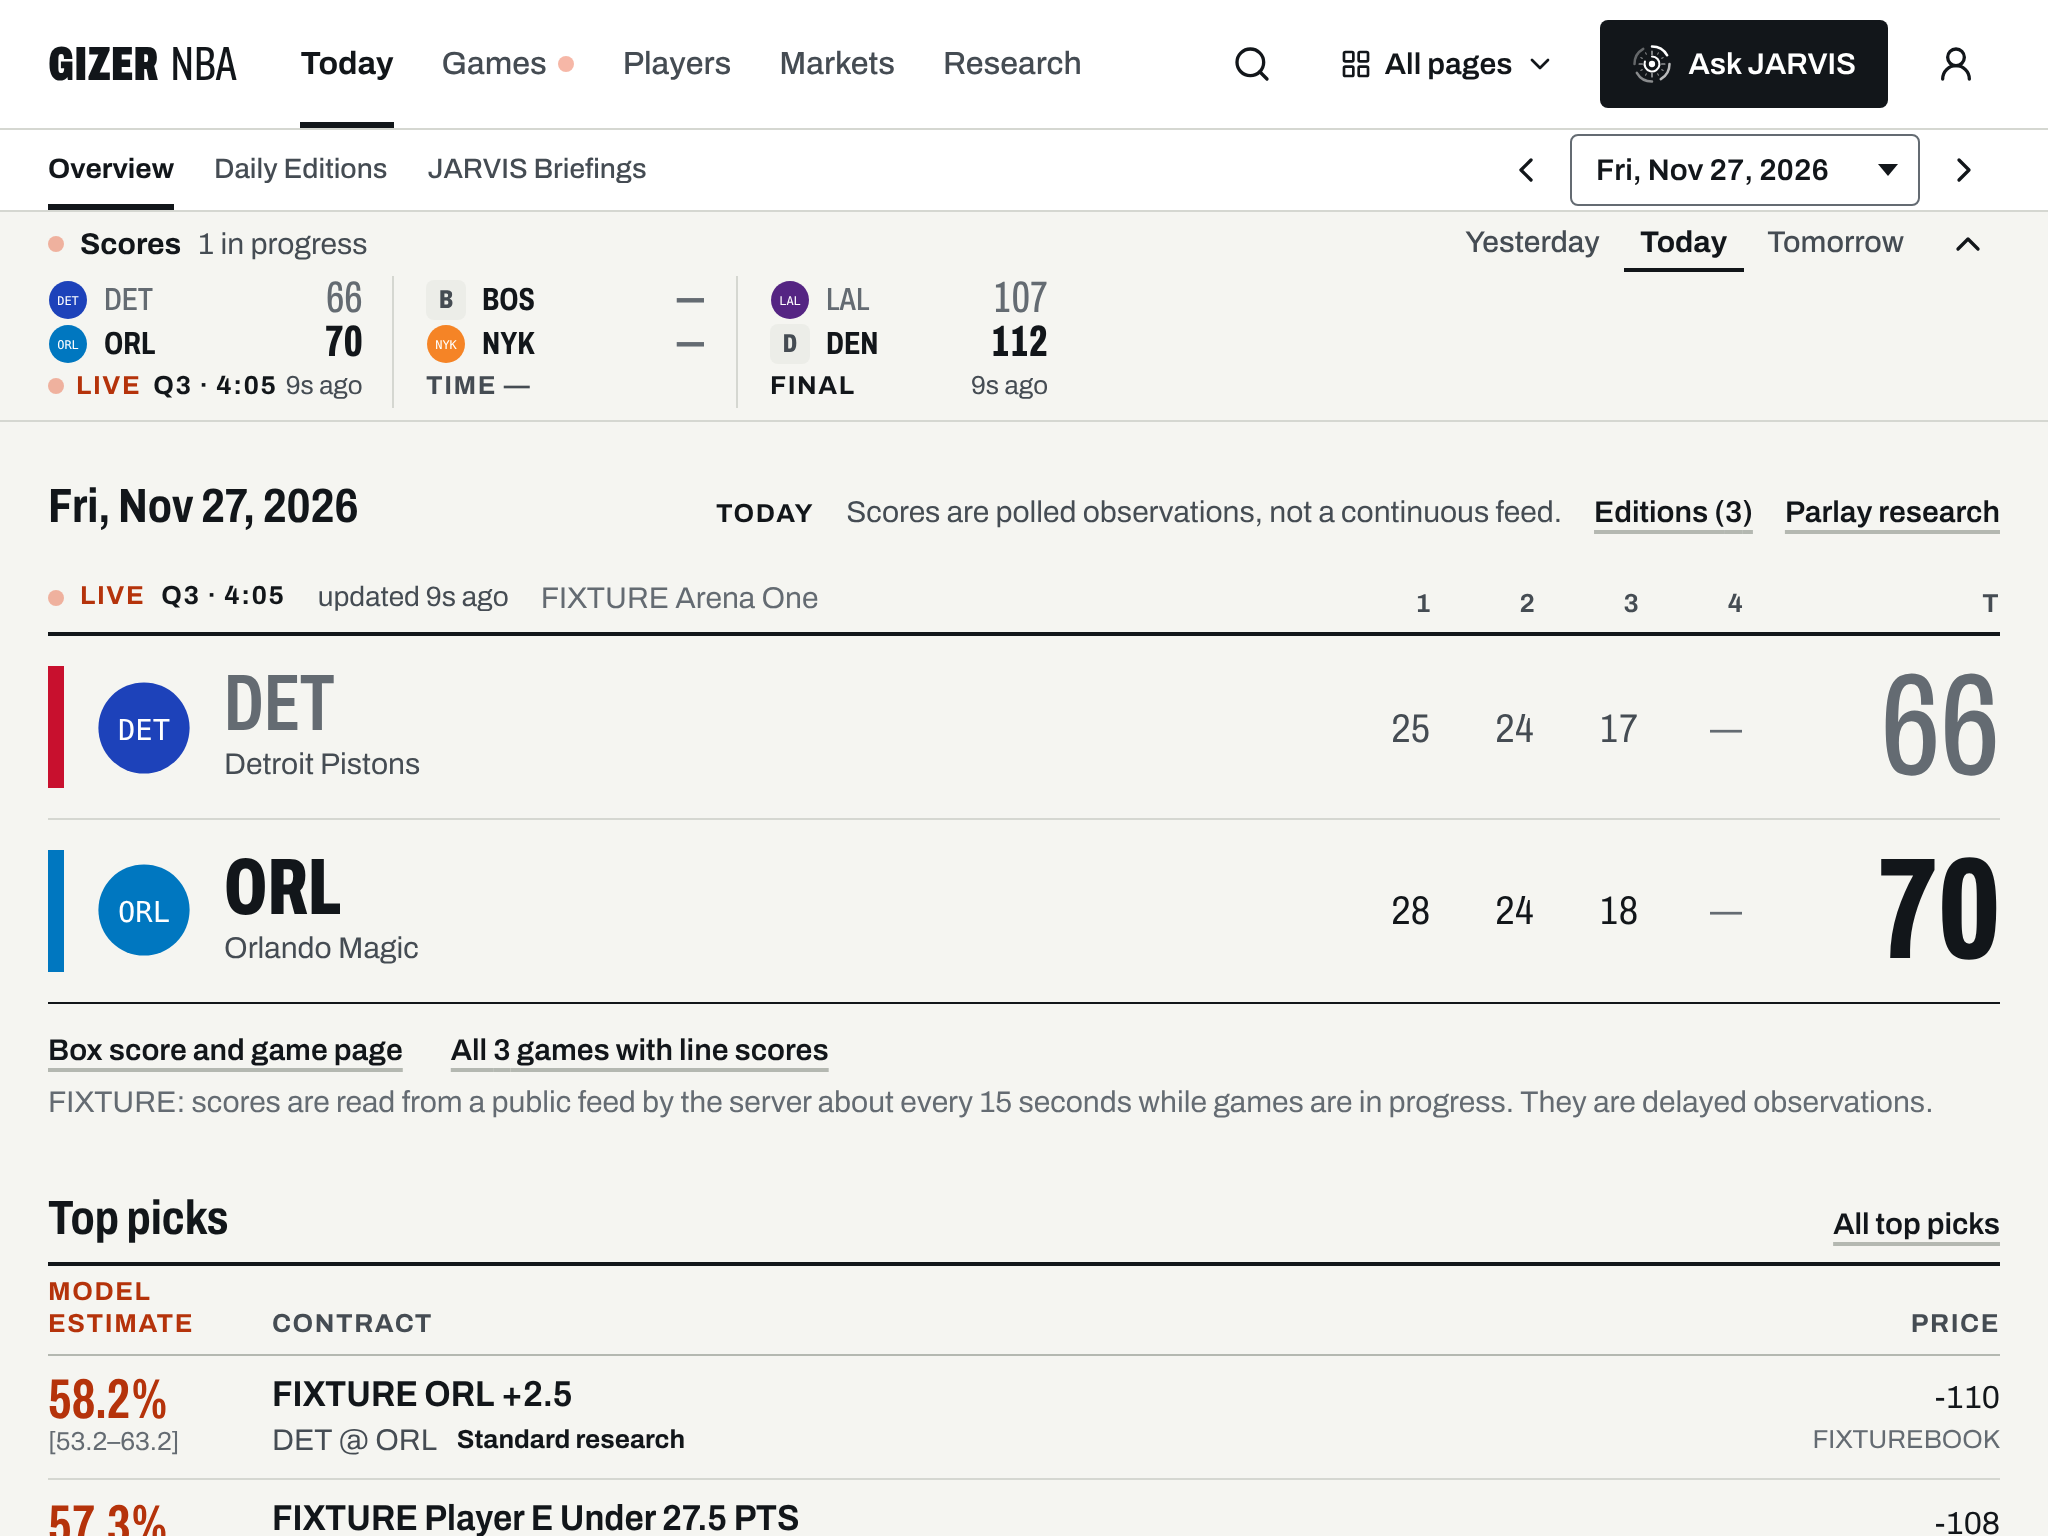 GIZER NBA Today Games Players Markets Research All pages Ask JARVIS
Overview Daily Editions JARVIS Briefings Fri, Nov 27, 2026
Scores 1 in progress Yesterday Today Tomorrow
DET DET 66
ORL ORL 70
LIVE Q3 · 4:05 9s ago
B BOS —
NYK NYK —
TIME —
LAL LAL 107
D DEN 112
FINAL 9s ago
Fri, Nov 27, 2026 TODAY Scores are polled observations, not a continuous feed. Editions (3) Parlay research
LIVE Q3 · 4:05 updated 9s ago FIXTURE Arena One 1 2 3 4 T
DET DET 25 24 17 — 66
Detroit Pistons
ORL ORL 28 24 18 — 70
Orlando Magic
Box score and game page All 3 games with line scores
FIXTURE: scores are read from a public feed by the server about every 15 seconds while games are in progress. They are delayed observations.
Top picks All top picks
MODEL
ESTIMATE CONTRACT PRICE
58.2% FIXTURE ORL +2.5 -110
[53.2–63.2] DET @ ORL Standard research FIXTUREBOOK
57.3% FIXTURE Player E Under 27.5 PTS -108